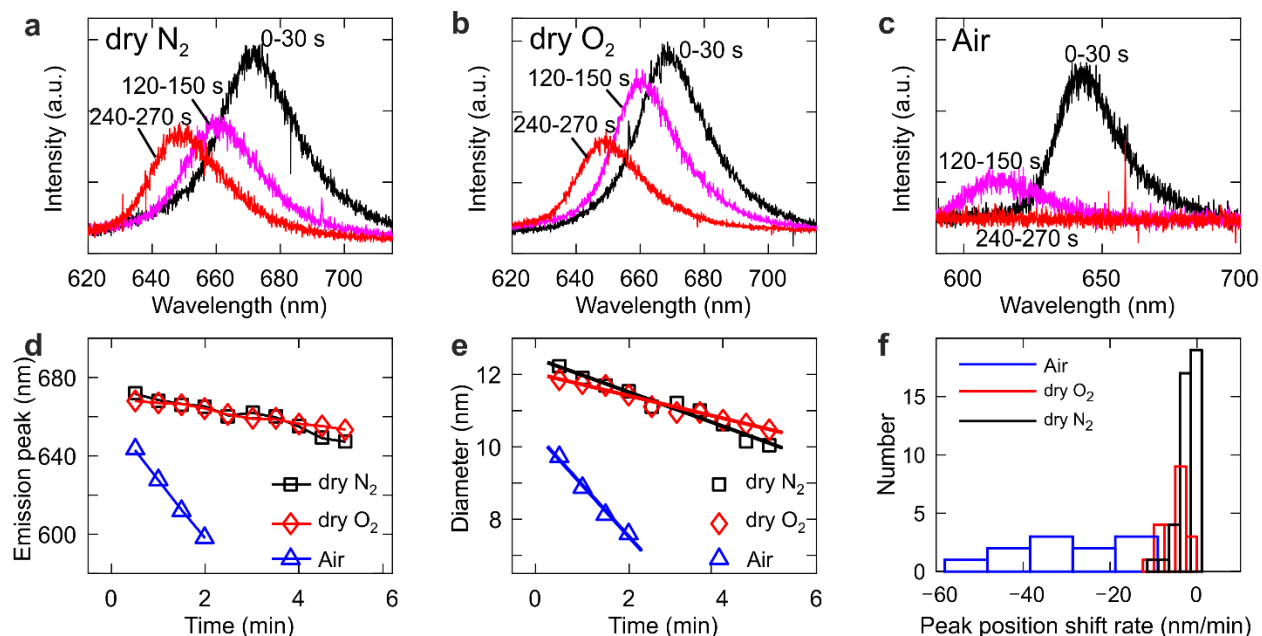 a dry N2
0-30 s
120-150 s
240-270 s
Intensity (a.u.)
620 640 660 680 700
Wavelength (nm)
b dry O2
0-30 s
120-150 s
240-270 s
Intensity (a.u.)
620 640 660 680 700
Wavelength (nm)
c Air
0-30 s
120-150 s
240-270 s
Intensity (a.u.)
600 650 700
Wavelength (nm)
d
Emission peak
(nm)
680
640
600
dry N2
dry O2
Air
0 2 4 6
Time (min)
e
Diameter (nm)
12
10
8
dry N2
dry O2
Air
0 2 4 6
Time (min)
f
Air
dry O2
dry N2
Number
15
10
5
0
−60 −40 −20 0
Peak position shift rate (nm/min)